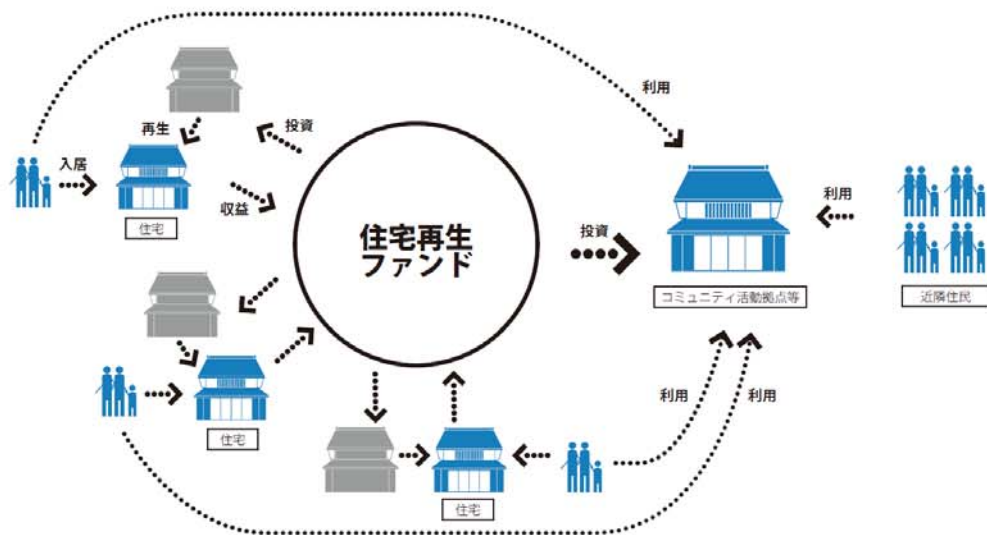 利用
再生
投資
入居
収益
住宅
住宅再生
ファンド
投資
利用
コミュニティ活動拠点等
近隣住民
住宅
利用
利用
住宅